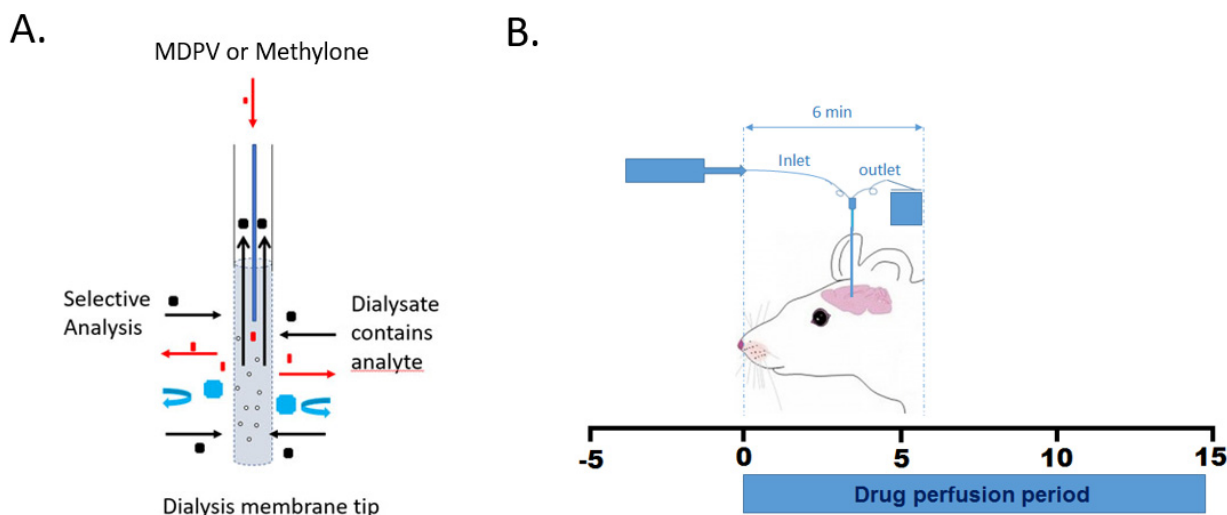 A.
MDPV or Methylone
Selective
Analysis
Dialysate
contains
analyte
Dialysis membrane tip
B.
6 min
Inlet
outlet
-5
0
5
10
15
Drug perfusion period